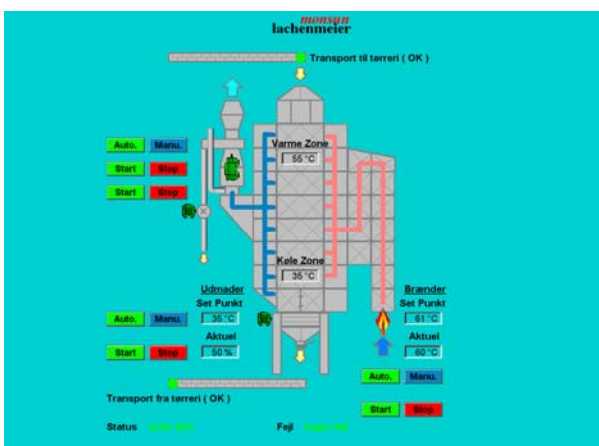 monsun
lachenmeier
Transport til tørreri ( OK )
Auto. Manu.
Varme Zone
55 °C
Start Stop
Start Stop
Køle Zone
35 °C
Udmader
Set Punkt
Auto. Manu. 35 °C
Aktuel
Start Stop 50 %
Brænder
Set Punkt
61 °C
Aktuel
60 °C
Auto. Manu.
Transport fra tørreri ( OK )
Start Stop
Status
Fejl